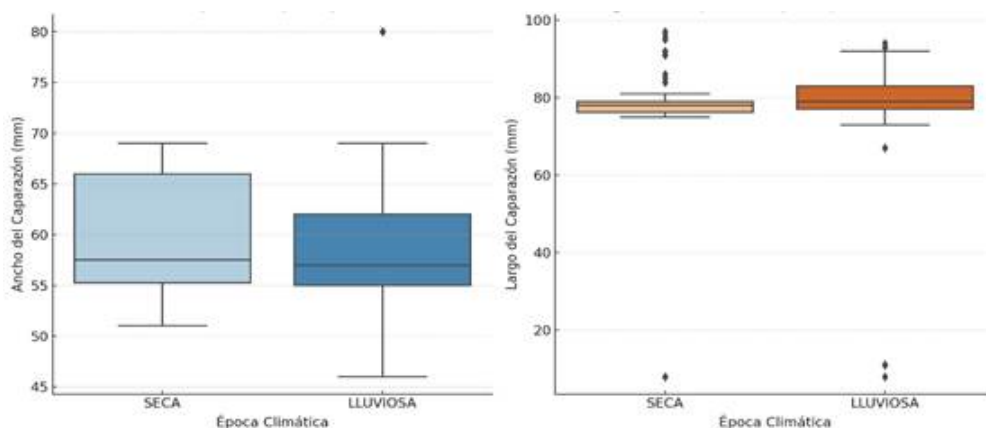 80
75
70
65
60
55
50
45
Ancho del Caparazón (mm)
SECA
LLUVIOSA
Época Climática
100
80
60
40
20
Largo del Caparazón (mm)
SECA
LLUVIOSA
Época Climática